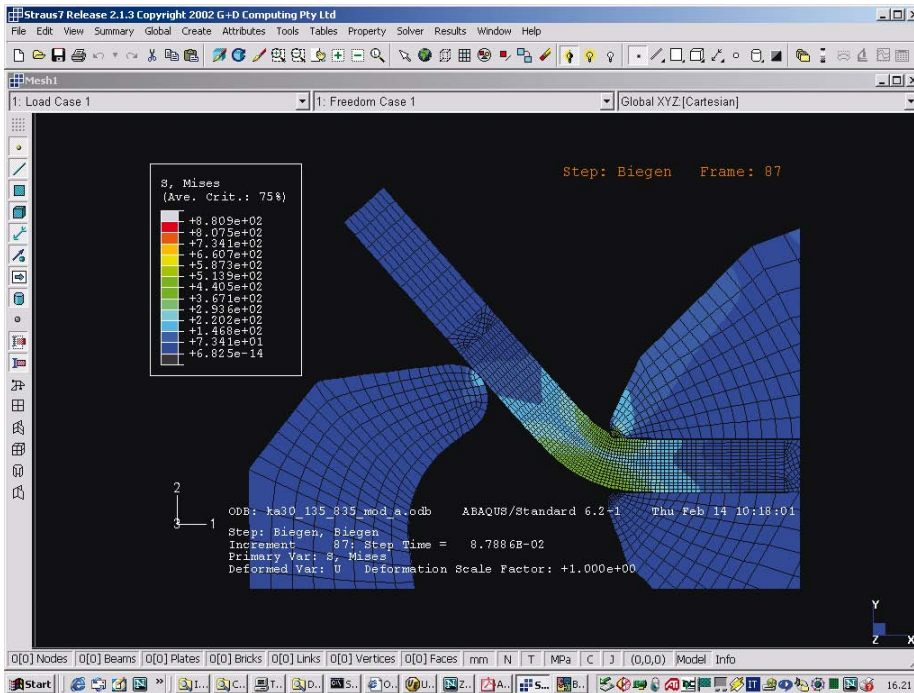 Straus7 Release 2.1.3 Copyright 2002 G+D Computing Pty Ltd
File Edit View Summary Global Create Attributes Tools Tables Property Solver Results Window Help
Mesh1
1: Load Case 1 1: Freedom Case 1 Global XYZ:[Cartesian]
Step: Biegen Frame: 87
S, Mises
(Ave. Crit.: 75%)
+8.809e+02
+8.075e+02
+7.341e+02
+6.607e+02
+5.873e+02
+5.139e+02
+4.405e+02
+3.671e+02
+2.936e+02
+2.202e+02
+1.468e+02
+7.341e+01
+6.825e-14
2
3 1
ODB: ka30_135_835_mod_a.odb ABAQUS/Standard 6.2-1 Thu Feb 14 10:18:01
Step: Biegen, Biegen
Increment 87: Step Time = 8.7886E-02
Primary Var: S, Mises
Deformed Var: U Deformation Scale Factor: +1.000e+00
Y
Z X
0[0] Nodes 0[0] Beams 0[0] Plates 0[0] Bricks 0[0] Links 0[0] Vertices 0[0] Faces mm N T MPa C J (0,0,0) Model Info
Start » I... C... T... D... S... O... U... Z... A... S... B... IT 16.21